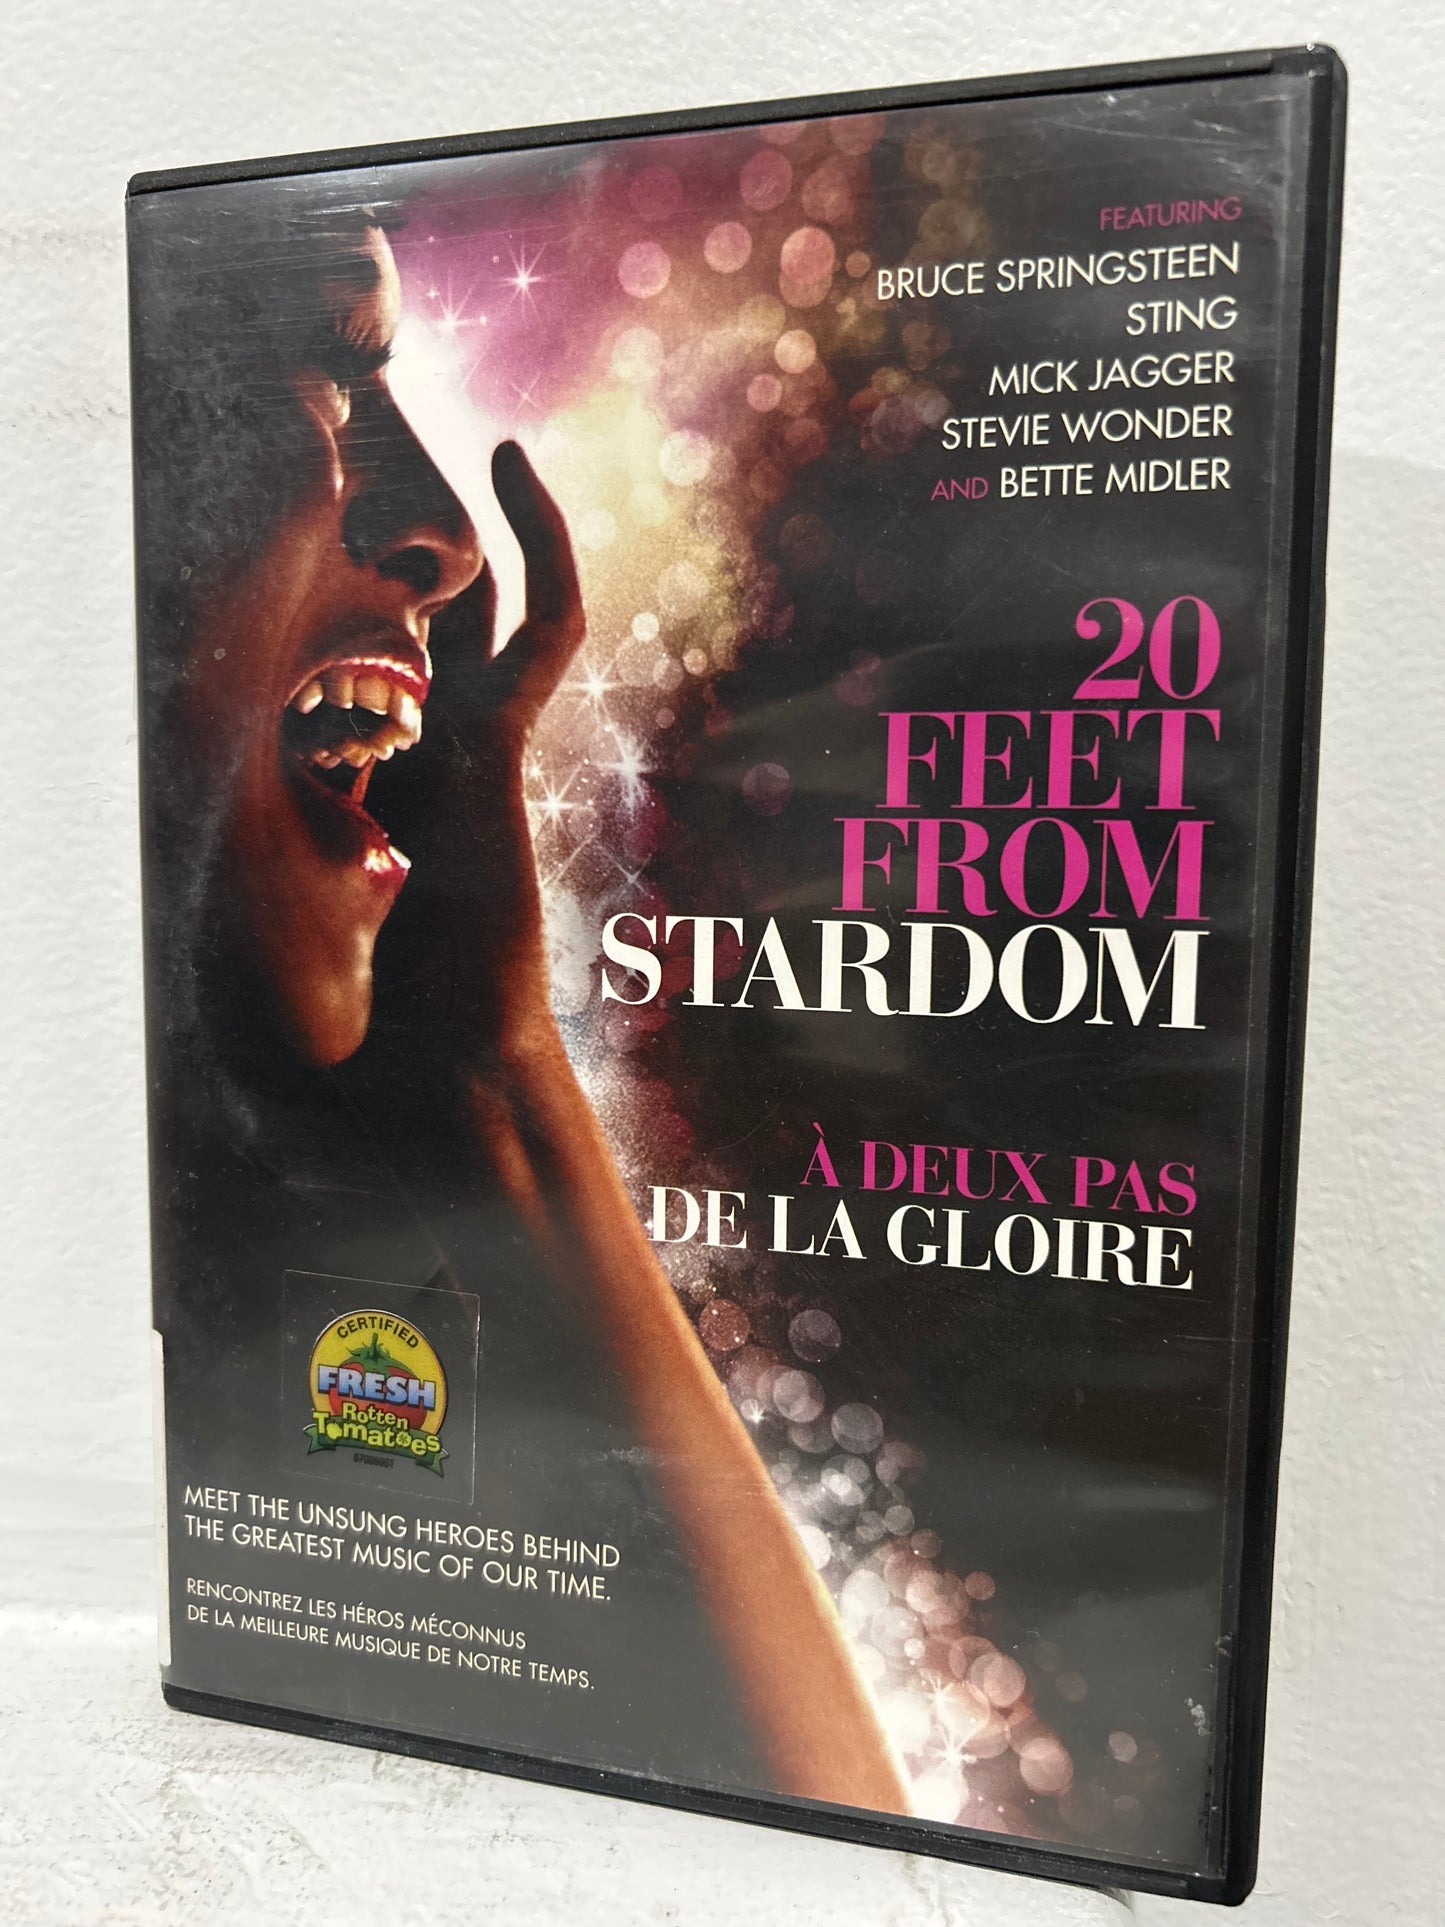 FEATURING
BRUCE SPRINGSTEEN
STING
MICK JAGGER
STEVIE WONDER
AND BETTE MIDLER
20
FEET
FROM
STARDOM
À DEUX PAS
DE LA GLOIRE
CERTIFIED
FRESH
Rotten
Tomatoes
MEET THE UNSUNG HEROES BEHIND
THE GREATEST MUSIC OF OUR TIME.
RENCONTREZ LES HÉROS MÉCONNUS
DE LA MEILLEURE MUSIQUE DE NOTRE TEMPS.